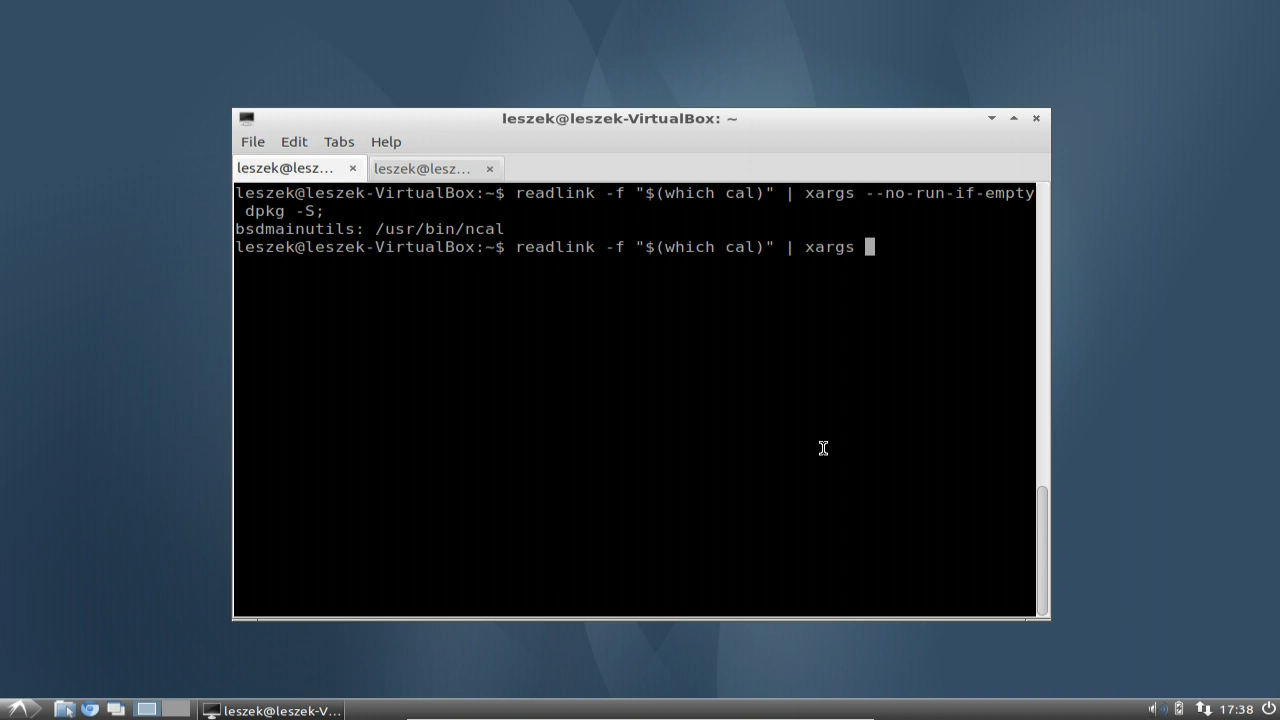 leszek@leszek-VirtualBox: ~
File Edit Tabs Help
leszek@lesz... leszek@lesz...
leszek@leszek-VirtualBox:~$ readlink -f "$(which cal)" | xargs --no-run-if-empty
dpkg -S;
bsdmainutils: /usr/bin/ncal
leszek@leszek-VirtualBox:~$ readlink -f "$(which cal)" | xargs
leszek@leszek-V... 17:38